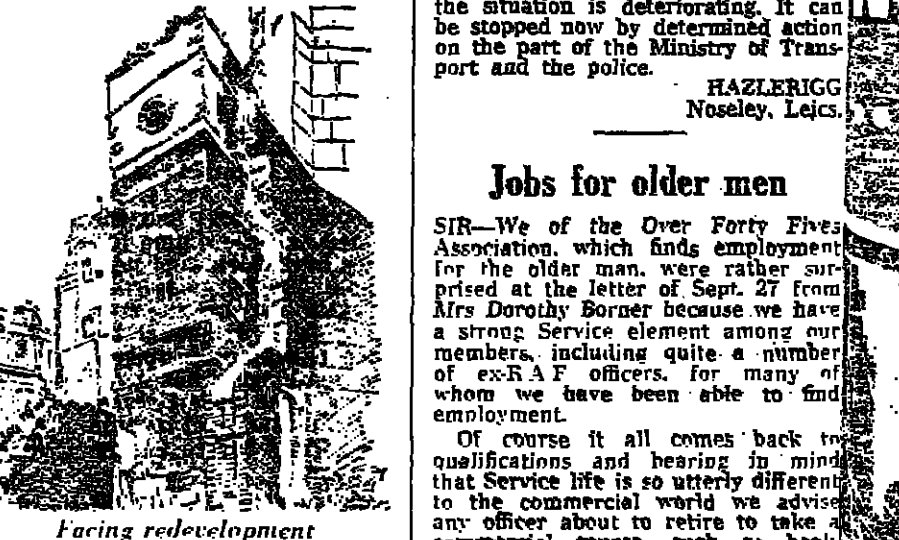 the situation is deteriorating. It can
be stopped now by determined action
on the part of the Ministry of Trans-
port and the police.
HAZLERIGG
Noseley, Leics.
Jobs for older men
SIR—We of the Over Forty Fives
Association, which finds employment
for the older man, were rather sur-
prised at the letter of Sept. 27 from
Mrs Dorothy Borner because we have
a strong Service element among our
members, including quite a number
of ex-R A F officers, for many of
whom we have been able to find
employment.
Of course it all comes back to
qualifications and bearing in mind
that Service life is so utterly different
to the commercial world we advise
any officer about to retire to take a
commercial course such as
Facing redevelopment